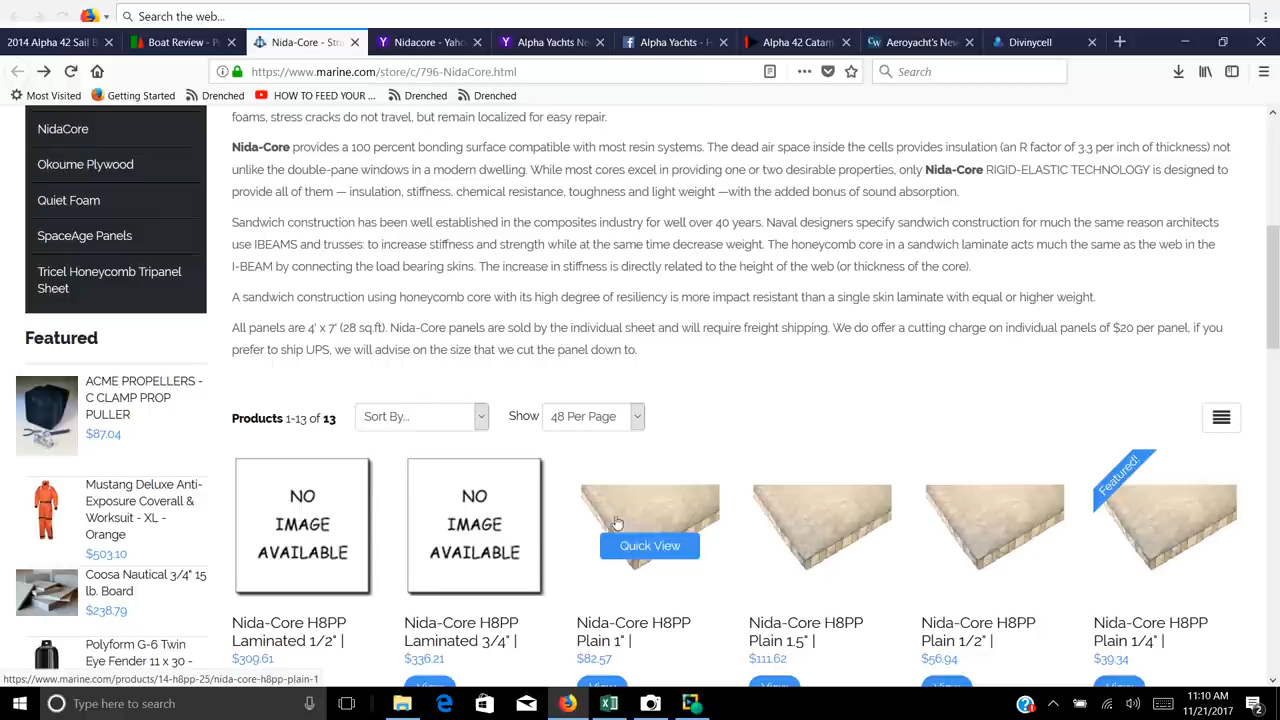 Search the web...
2014 Alpha 42 Sail B
Boat Review - P
Nida-Core - Stru
Nidacore - Yaho
Alpha Yachts Ne
Alpha Yachts - H
Alpha 42 Catam
Aeroyacht's New
Divinycell
https://www.marine.com/store/c/796-NidaCore.html
Search
Most Visited
Getting Started
Drenched
HOW TO FEED YOUR ...
Drenched
Drenched
foams, stress cracks do not travel, but remain localized for easy repair.
Nida-Core provides a 100 percent bonding surface compatible with most resin systems. The dead air space inside the cells provides insulation (an R factor of 3.3 per inch of thickness) not
unlike the double-pane windows in a modern dwelling. While most cores excel in providing one or two desirable properties, only Nida-Core RIGID-ELASTIC TECHNOLOGY is designed to
provide all of them — insulation, stiffness, chemical resistance, toughness and light weight —with the added bonus of sound absorption.
Sandwich construction has been well established in the composites industry for well over 40 years. Naval designers specify sandwich construction for much the same reason architects
use IBEAMS and trusses: to increase stiffness and strength while at the same time decrease weight. The honeycomb core in a sandwich laminate acts much the same as the web in the
I-BEAM by connecting the load bearing skins. The increase in stiffness is directly related to the height of the web (or thickness of the core).
A sandwich construction using honeycomb core with its high degree of resiliency is more impact resistant than a single skin laminate with equal or higher weight.
All panels are 4' x 7' (28 sq.ft). Nida-Core panels are sold by the individual sheet and will require freight shipping. We do offer a cutting charge on individual panels of $20 per panel, if you
prefer to ship UPS, we will advise on the size that we cut the panel down to.
NidaCore
Okoume Plywood
Quiet Foam
SpaceAge Panels
Tricel Honeycomb Tripanel
Sheet
Featured
ACME PROPELLERS -
C CLAMP PROP
PULLER
$87.04
Mustang Deluxe Anti-
Exposure Coverall &
Worksuit - XL -
Orange
$503.10
Coosa Nautical 3/4" 15
lb. Board
$238.79
Polyform G-6 Twin
Eye Fender 11 x 30 -
Products 1-13 of 13
Sort By...
Show
48 Per Page
NO
IMAGE
AVAILABLE
NO
IMAGE
AVAILABLE
Quick View
Featured!
Nida-Core H8PP
Laminated 1/2" |
$309.61
View
Nida-Core H8PP
Laminated 3/4" |
$336.21
View
Nida-Core H8PP
Plain 1" |
$82.57
View
Nida-Core H8PP
Plain 1.5" |
$111.62
View
Nida-Core H8PP
Plain 1/2" |
$56.94
View
Nida-Core H8PP
Plain 1/4" |
$39.34
View
https://www.marine.com/products/14-h8pp-25/nida-core-h8pp-plain-1
Type here to search
11:10 AM
11/21/2017
2